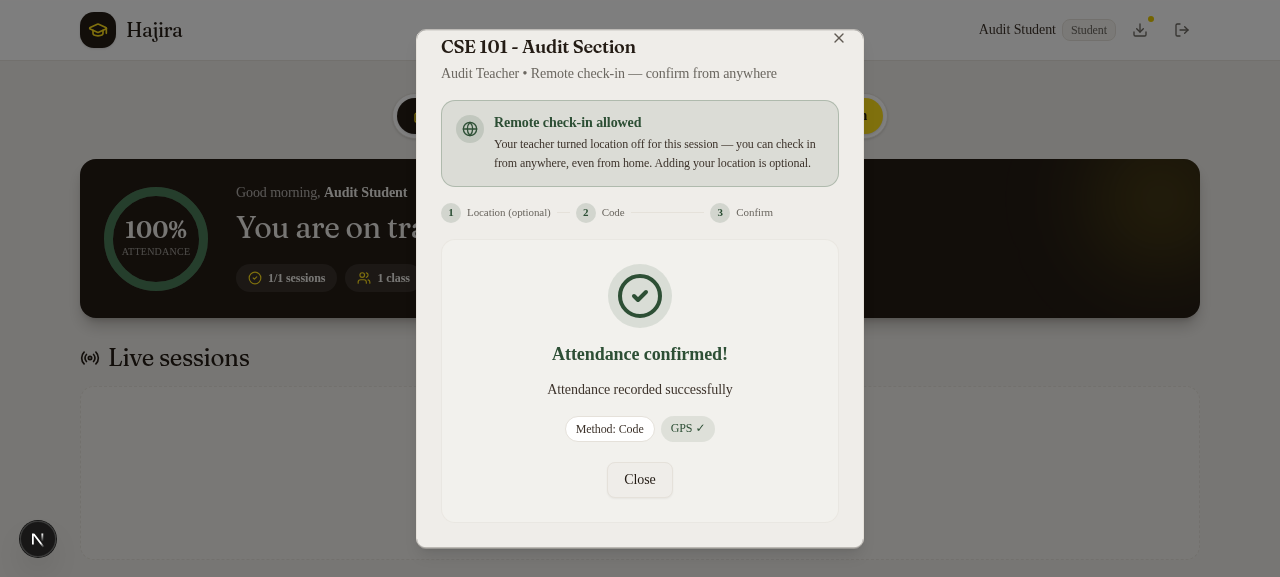 Hajira
Audit Student
Student
CSE 101 - Audit Section
Audit Teacher • Remote check-in — confirm from anywhere
Remote check-in allowed
Your teacher turned location off for this session — you can check in
from anywhere, even from home. Adding your location is optional.
1 Location (optional) 2 Code 3 Confirm
Attendance confirmed!
Attendance recorded successfully
Method: Code GPS ✓
Close
100%
ATTENDANCE
Good morning, Audit Student
You are on
1/1 sessions
1 class
Live sessions
N